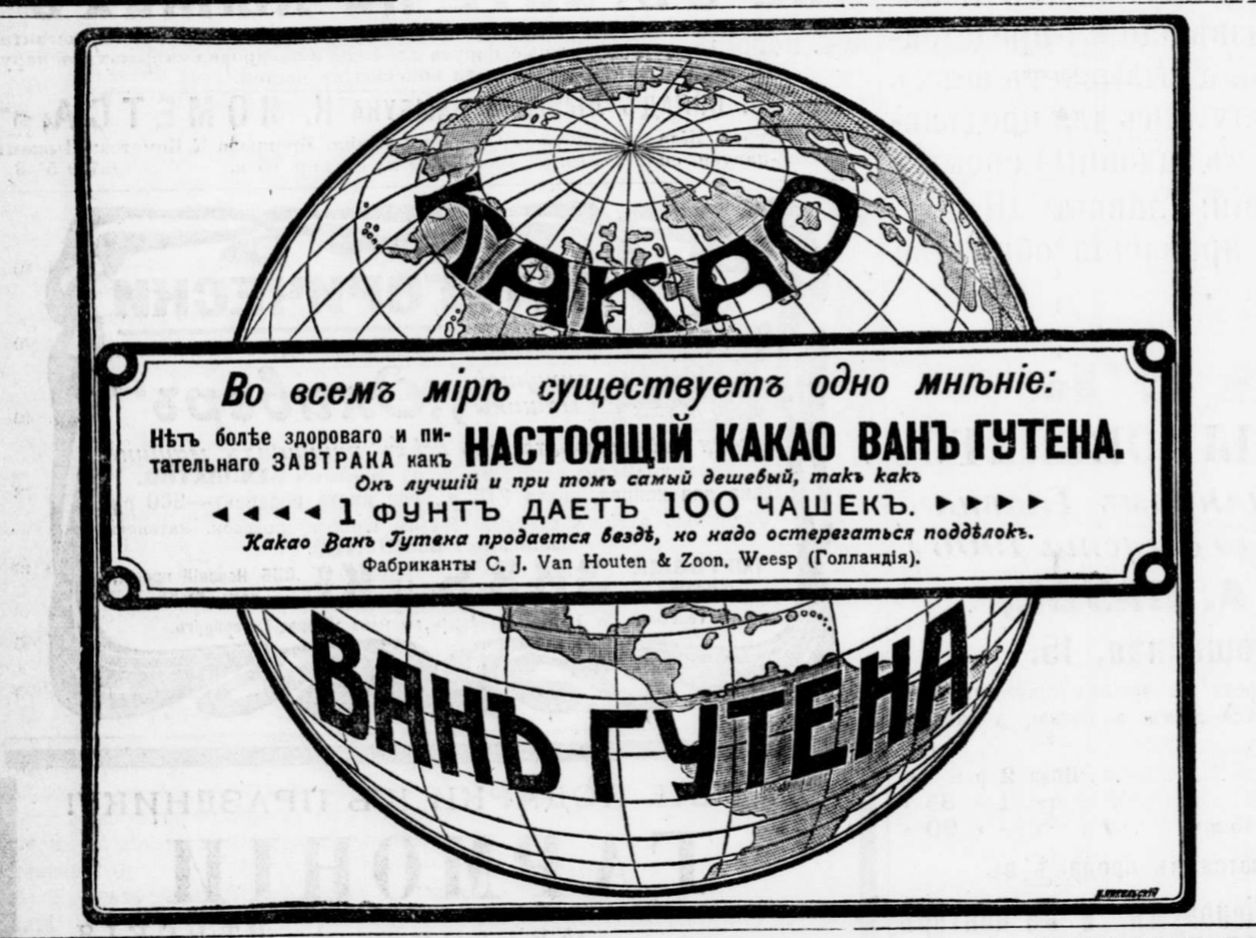 КАКАО
Во всемъ мірѣ существуетъ одно мнѣніе:
Нѣтъ болѣе здороваго и пи-
тательнаго ЗАВТРАКА какъ
НАСТОЯЩІЙ КАКАО ВАНЪ ГУТЕНА.
Онъ лучшій и при томъ самый дешевый, такъ какъ
1 ФУНТЪ ДАЕТЪ 100 ЧАШЕКЪ.
Какао Ванъ Гутена продается вездѣ, но надо остерегаться поддѣлокъ.
Фабриканты C. J. Van Houten & Zoon, Weesp (Голландія).
ВАНЪ ГУТЕНА